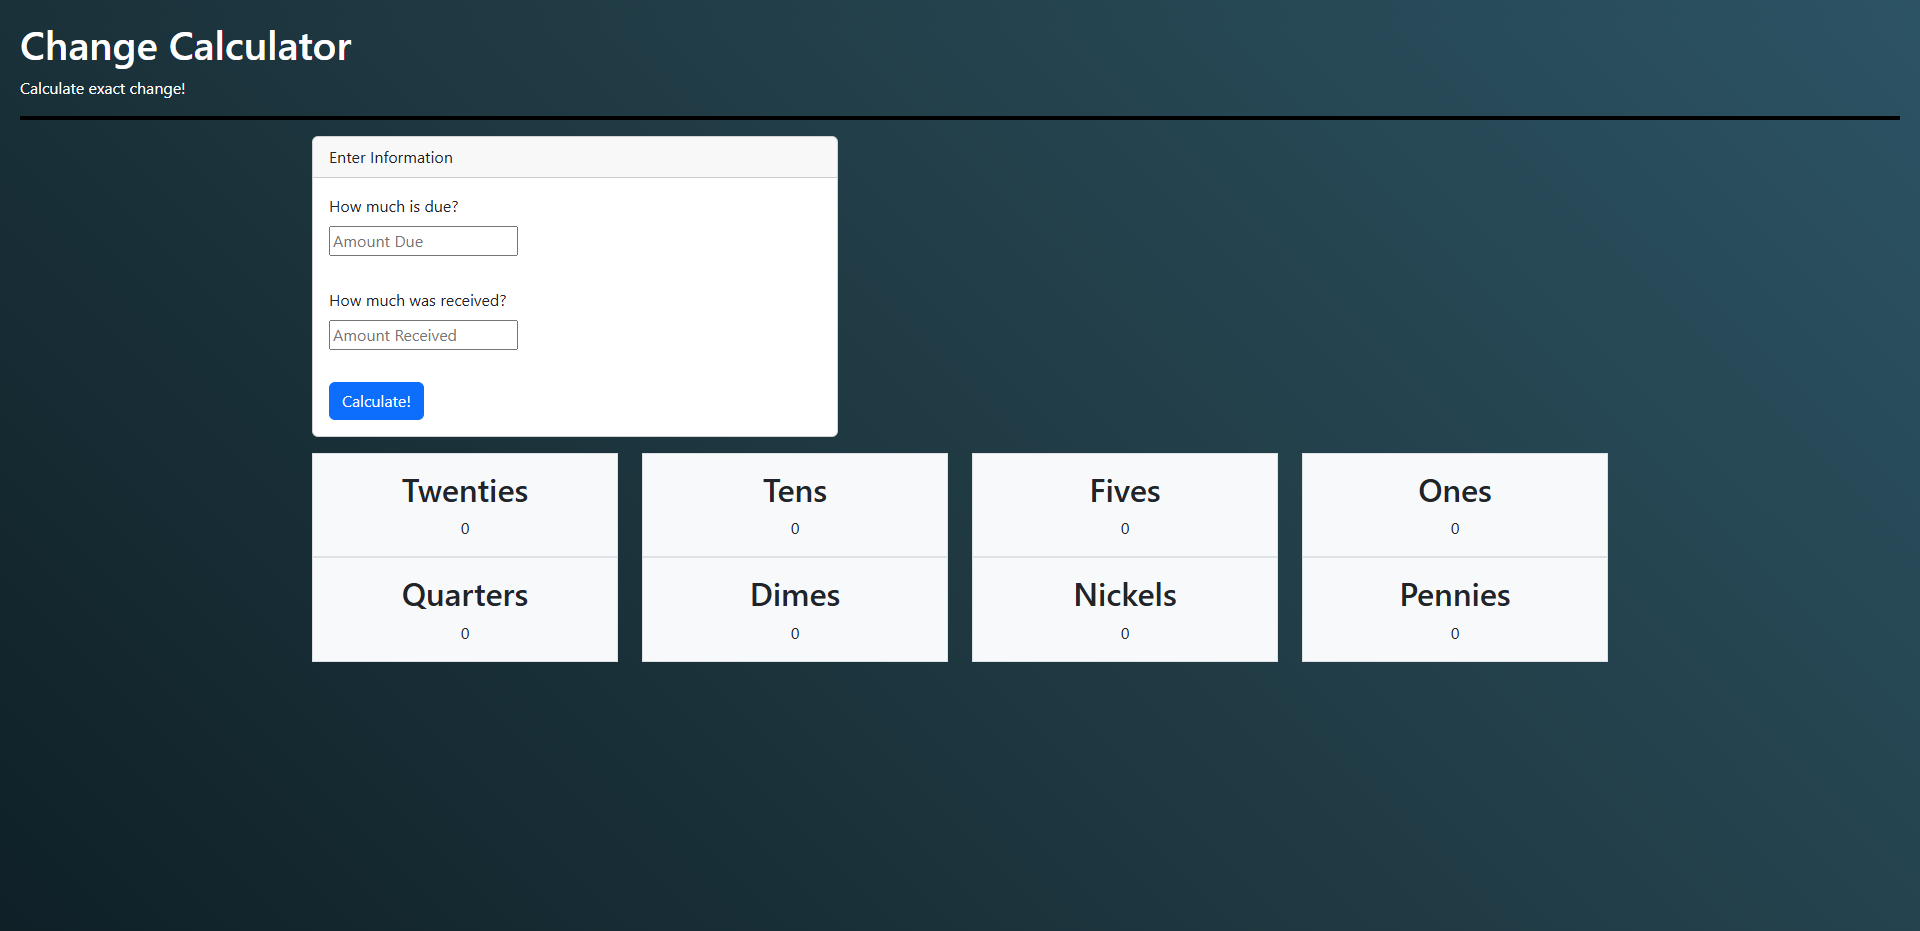 Change Calculator
Calculate exact change!
Enter Information
How much is due?
Amount Due
How much was received?
Amount Received
Calculate!
Twenties
0
Tens
0
Fives
0
Ones
0
Quarters
0
Dimes
0
Nickels
0
Pennies
0